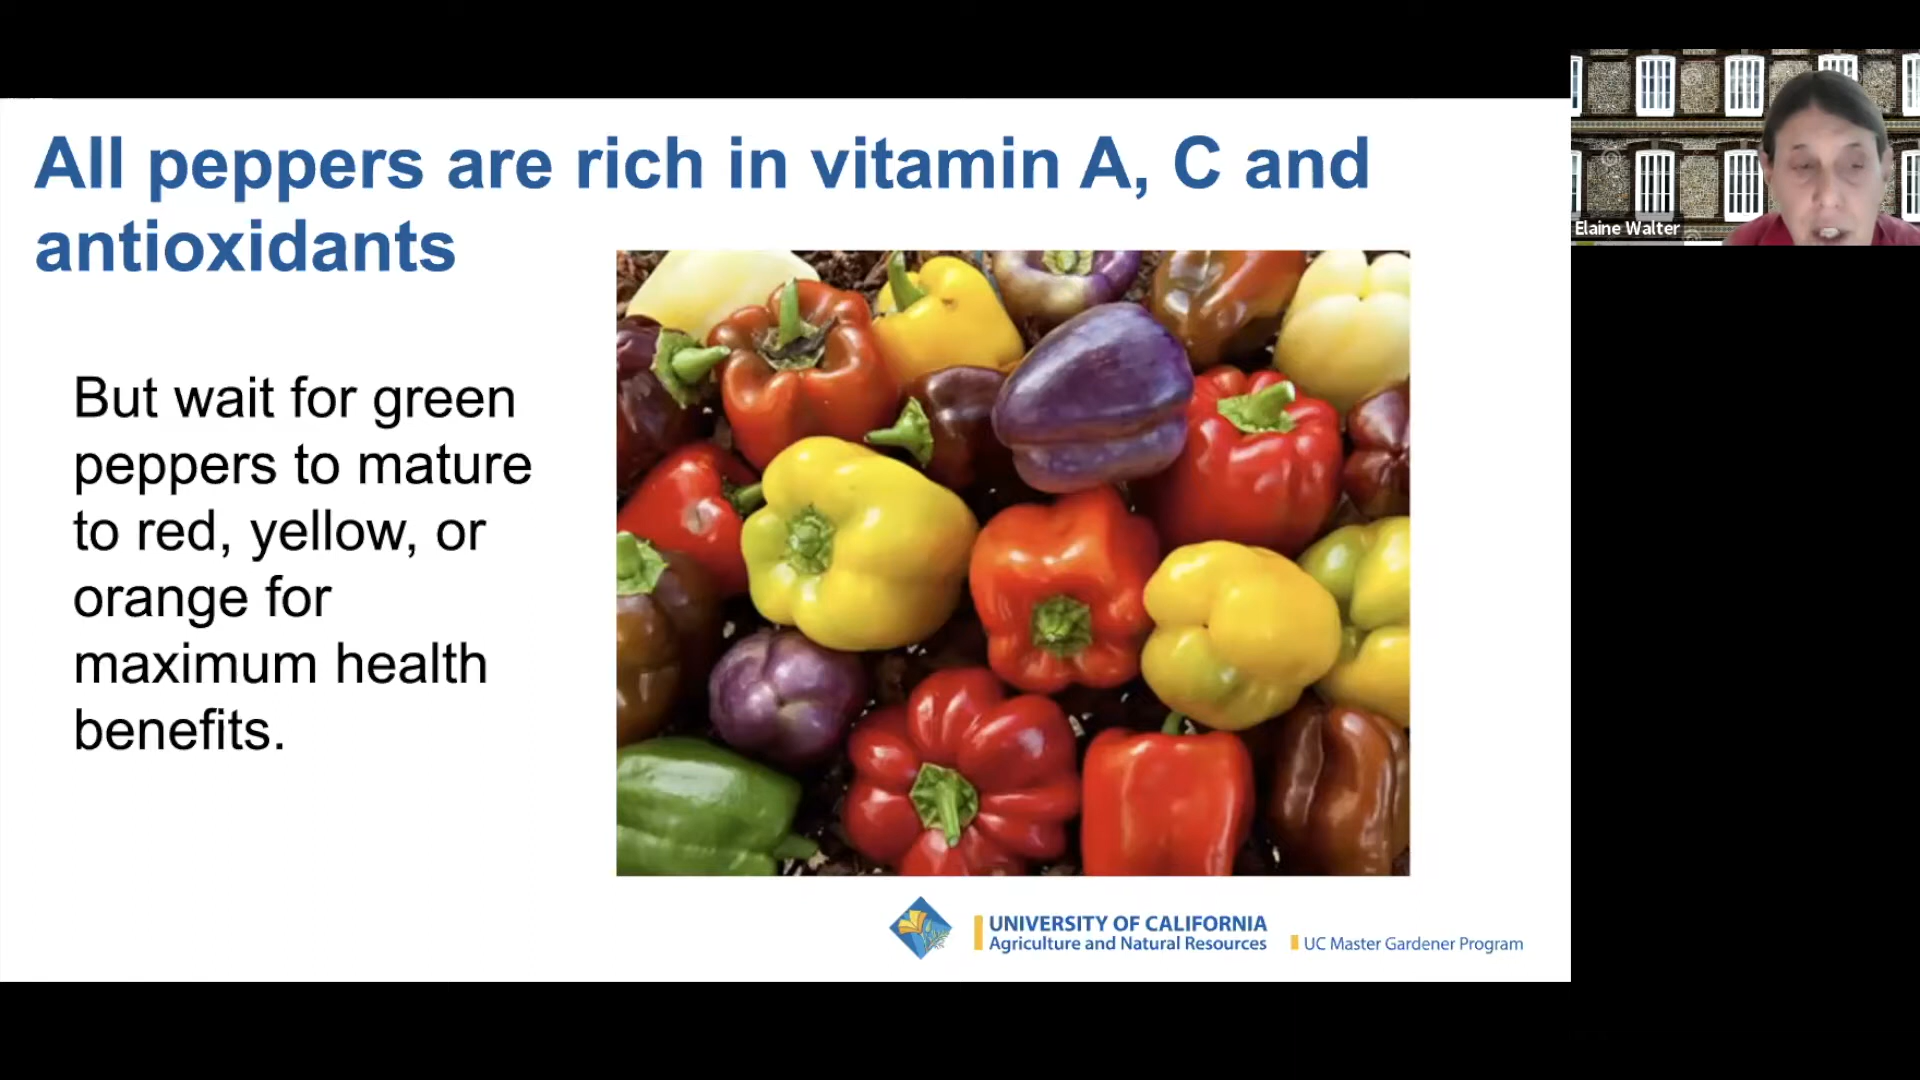 All peppers are rich in vitamin A, C and
antioxidants
But wait for green
peppers to mature
to red, yellow, or
orange for
maximum health
benefits.
UNIVERSITY OF CALIFORNIA
Agriculture and Natural Resources
UC Master Gardener Program
Elaine Walter